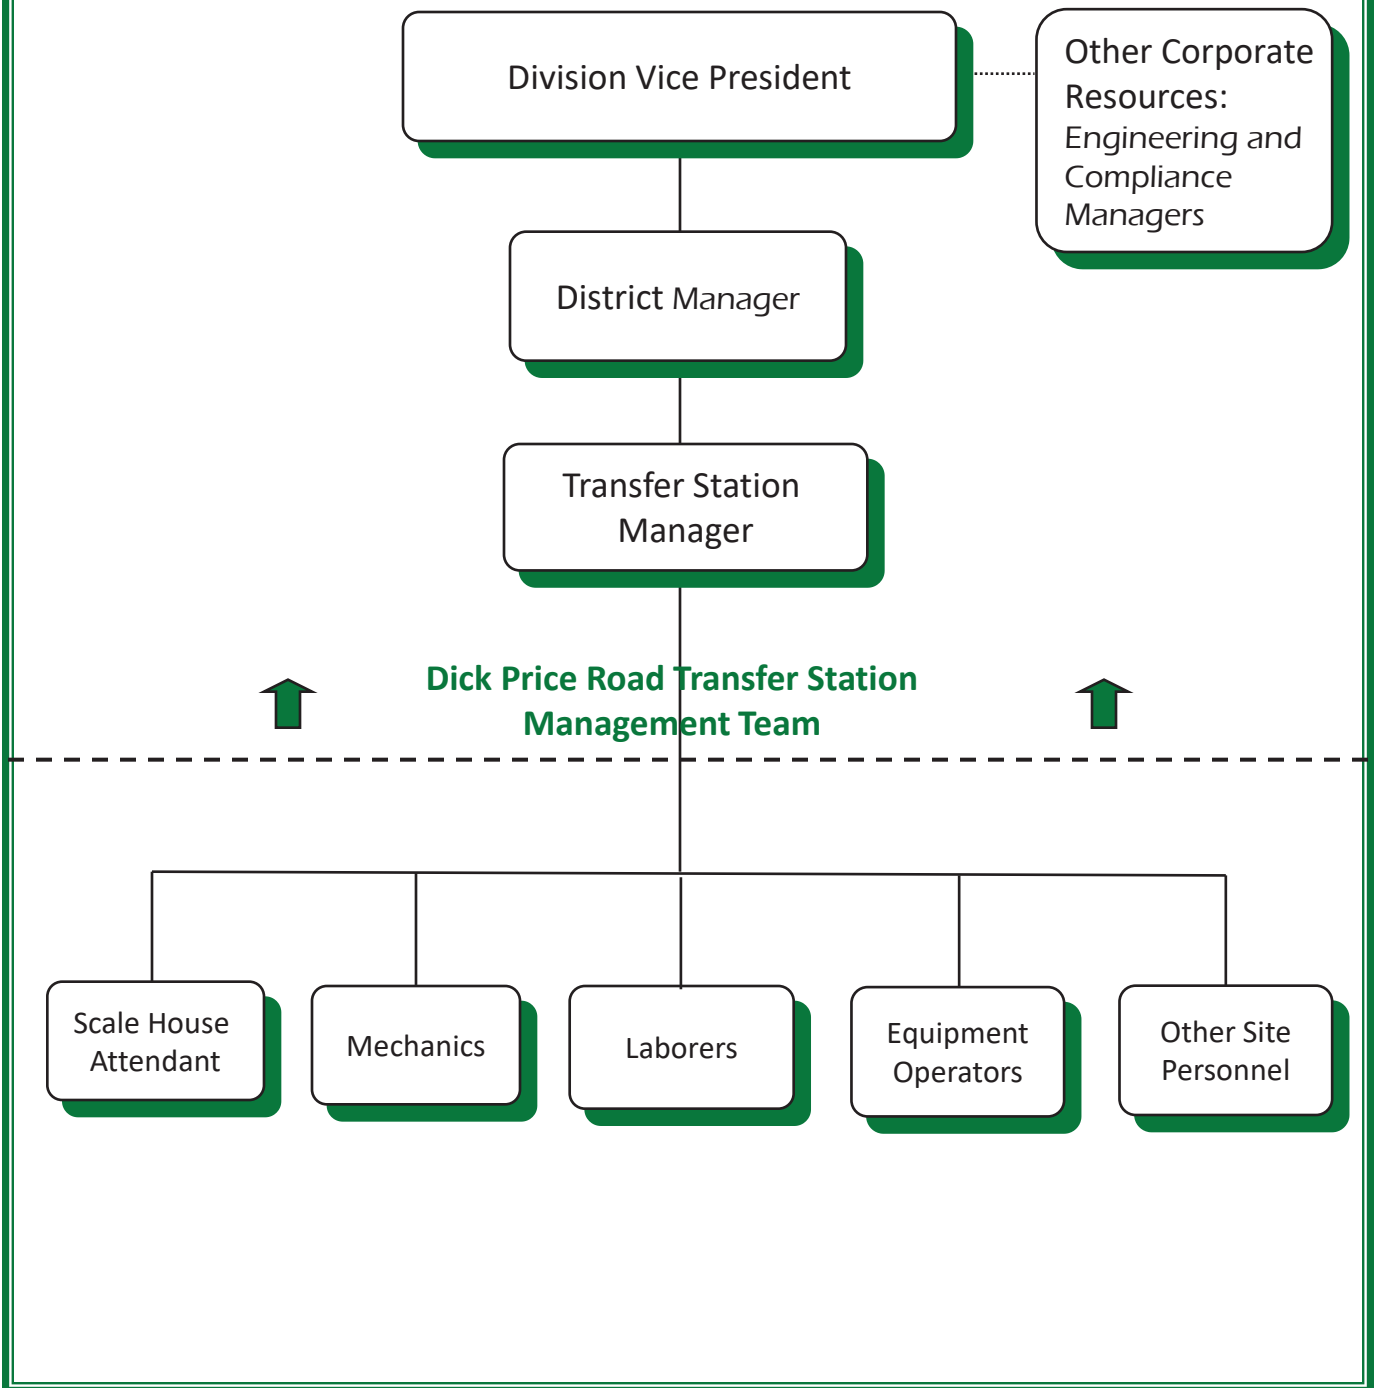 Division Vice President
Other Corporate
Resources:
Engineering and
Compliance
Managers
District Manager
Transfer Station
Manager
Dick Price Road Transfer Station
Management Team
Scale House
Attendant
Mechanics
Laborers
Equipment
Operators
Other Site
Personnel